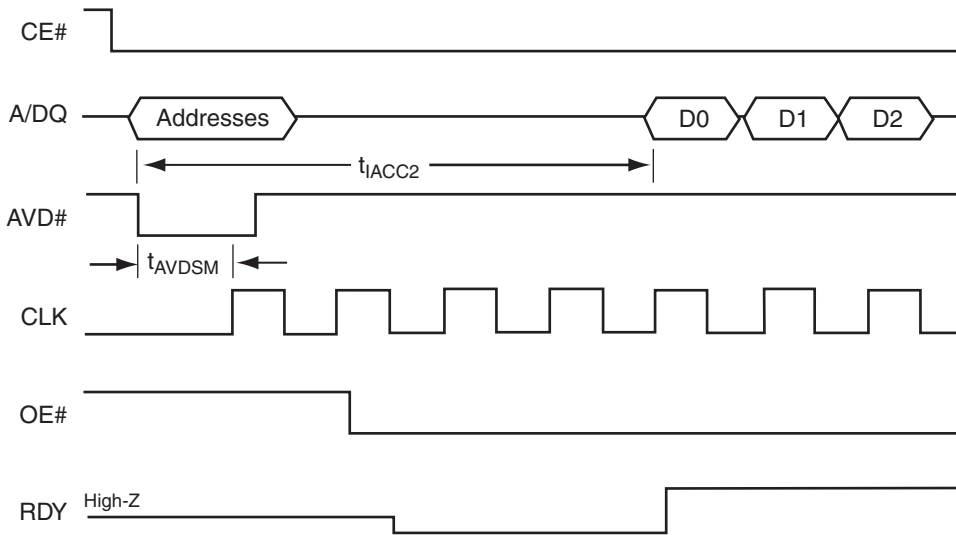 CE#
A/DQ Addresses D0 D1 D2
tIACC2
AVD#
tAVDSM
CLK
OE#
High-Z
RDY